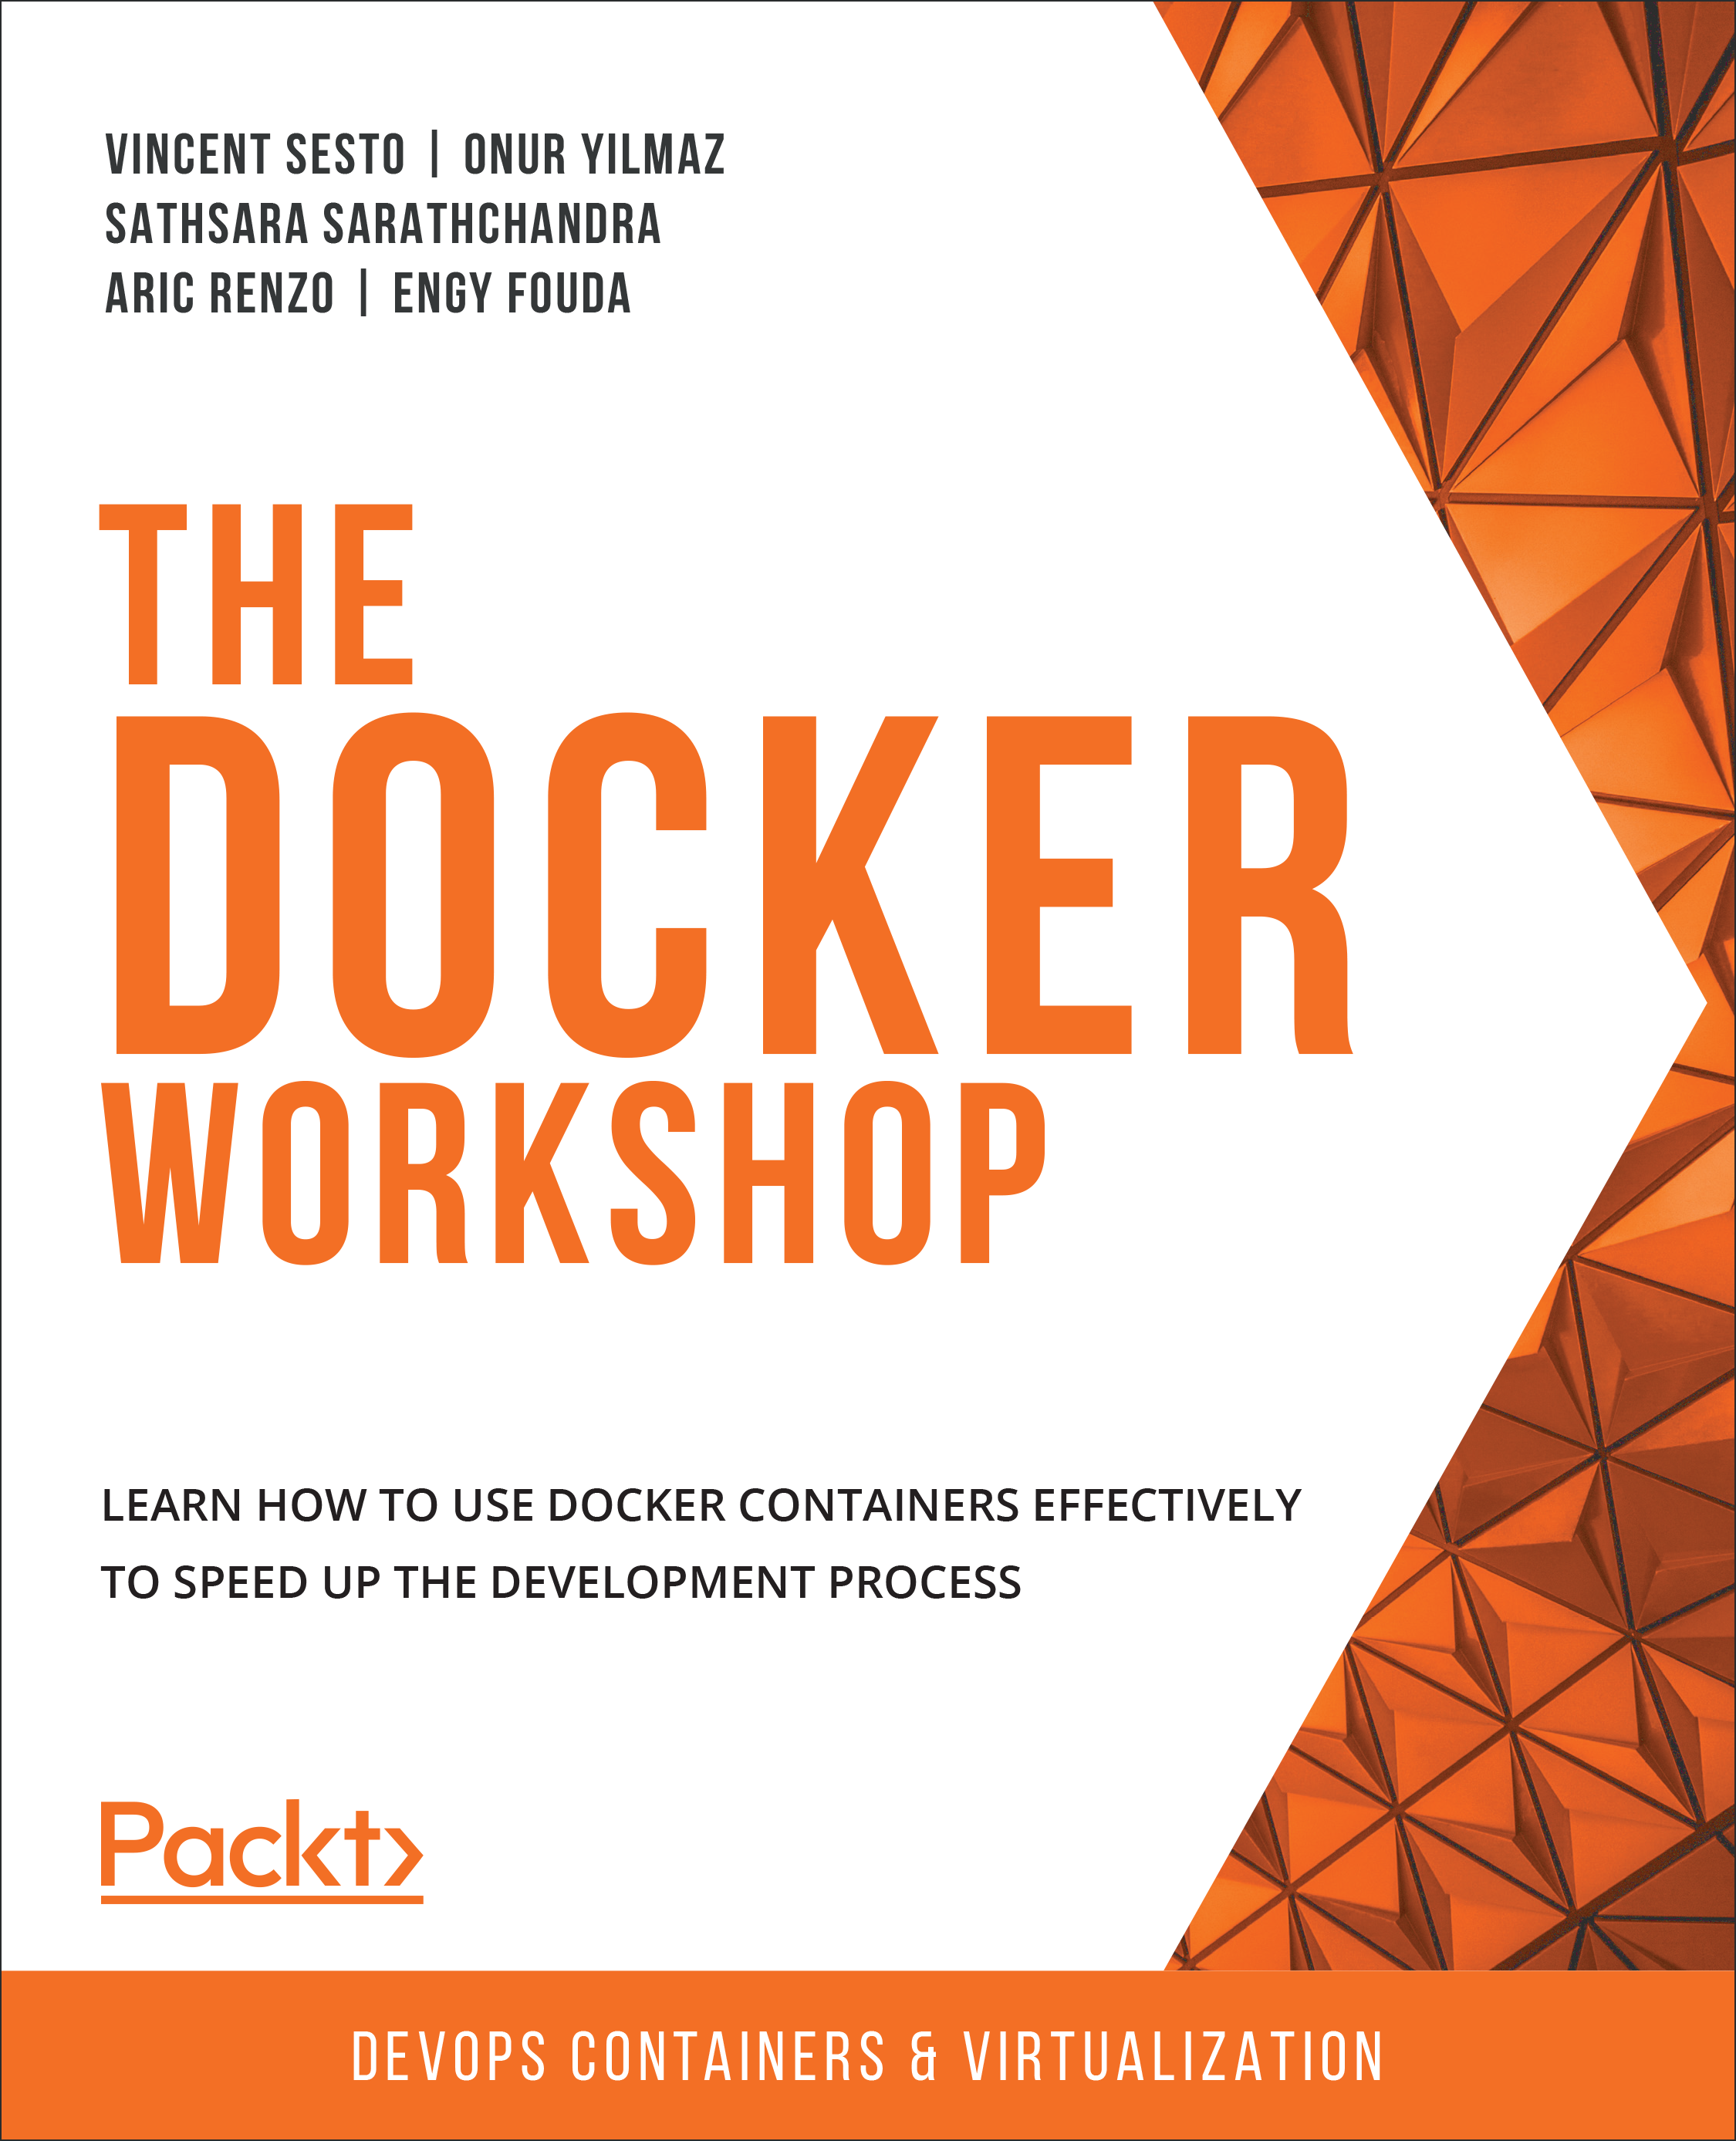 VINCENT SESTO | ONUR YILMAZ
SATHSARA SARATHCHANDRA
ARIC RENZO | ENGY FOUDA
THE
DOCKER
WORKSHOP
LEARN HOW TO USE DOCKER CONTAINERS EFFECTIVELY
TO SPEED UP THE DEVELOPMENT PROCESS
Packt
DEVOPS CONTAINERS & VIRTUALIZATION